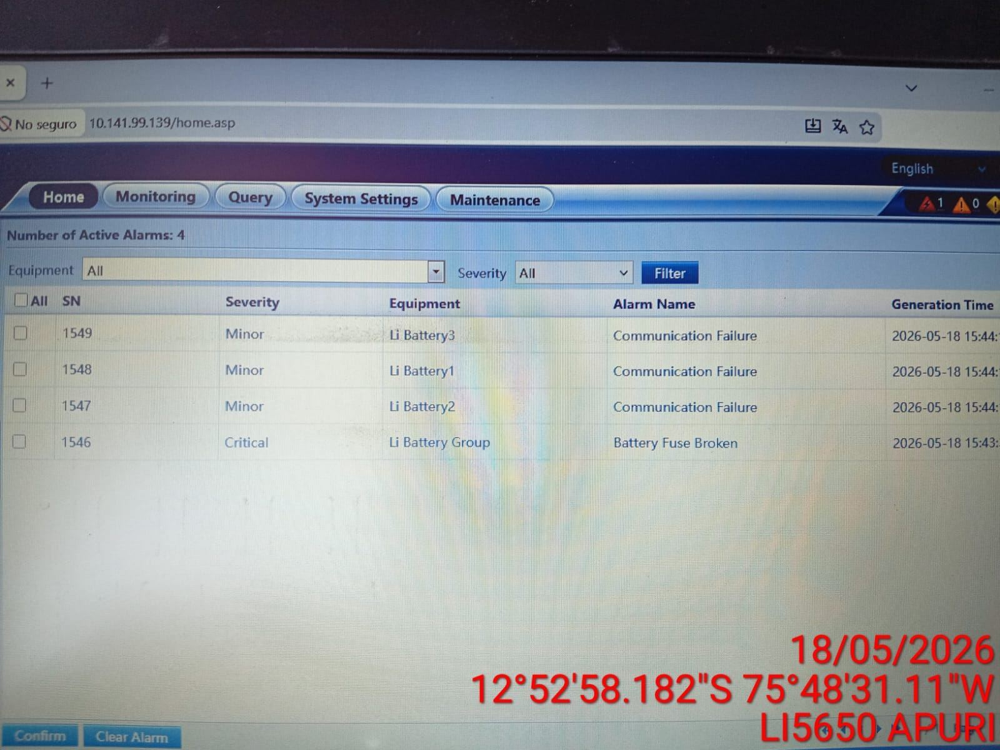 No seguro 10.141.99.139/home.asp
English
Home Monitoring Query System Settings Maintenance
1 0
Number of Active Alarms: 4
Equipment All Severity All Filter
All SN Severity Equipment Alarm Name Generation Time
1549 Minor Li Battery3 Communication Failure 2026-05-18 15:44:
1548 Minor Li Battery1 Communication Failure 2026-05-18 15:44:
1547 Minor Li Battery2 Communication Failure 2026-05-18 15:44:
1546 Critical Li Battery Group Battery Fuse Broken 2026-05-18 15:43:
18/05/2026
12°52'58.182"S 75°48'31.11"W
LI5650 APURI
Confirm Clear Alarm